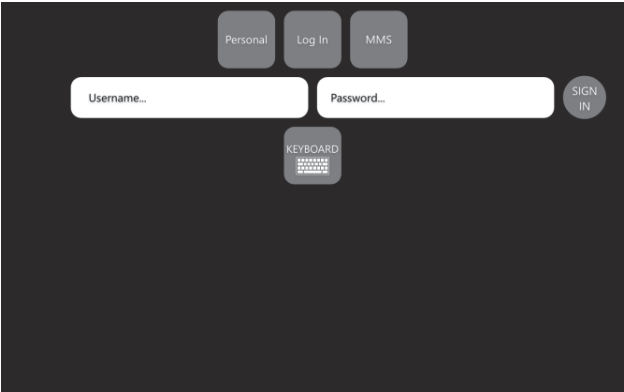 Personal
Log In
MMS
Username...
Password...
SIGN
IN
KEYBOARD